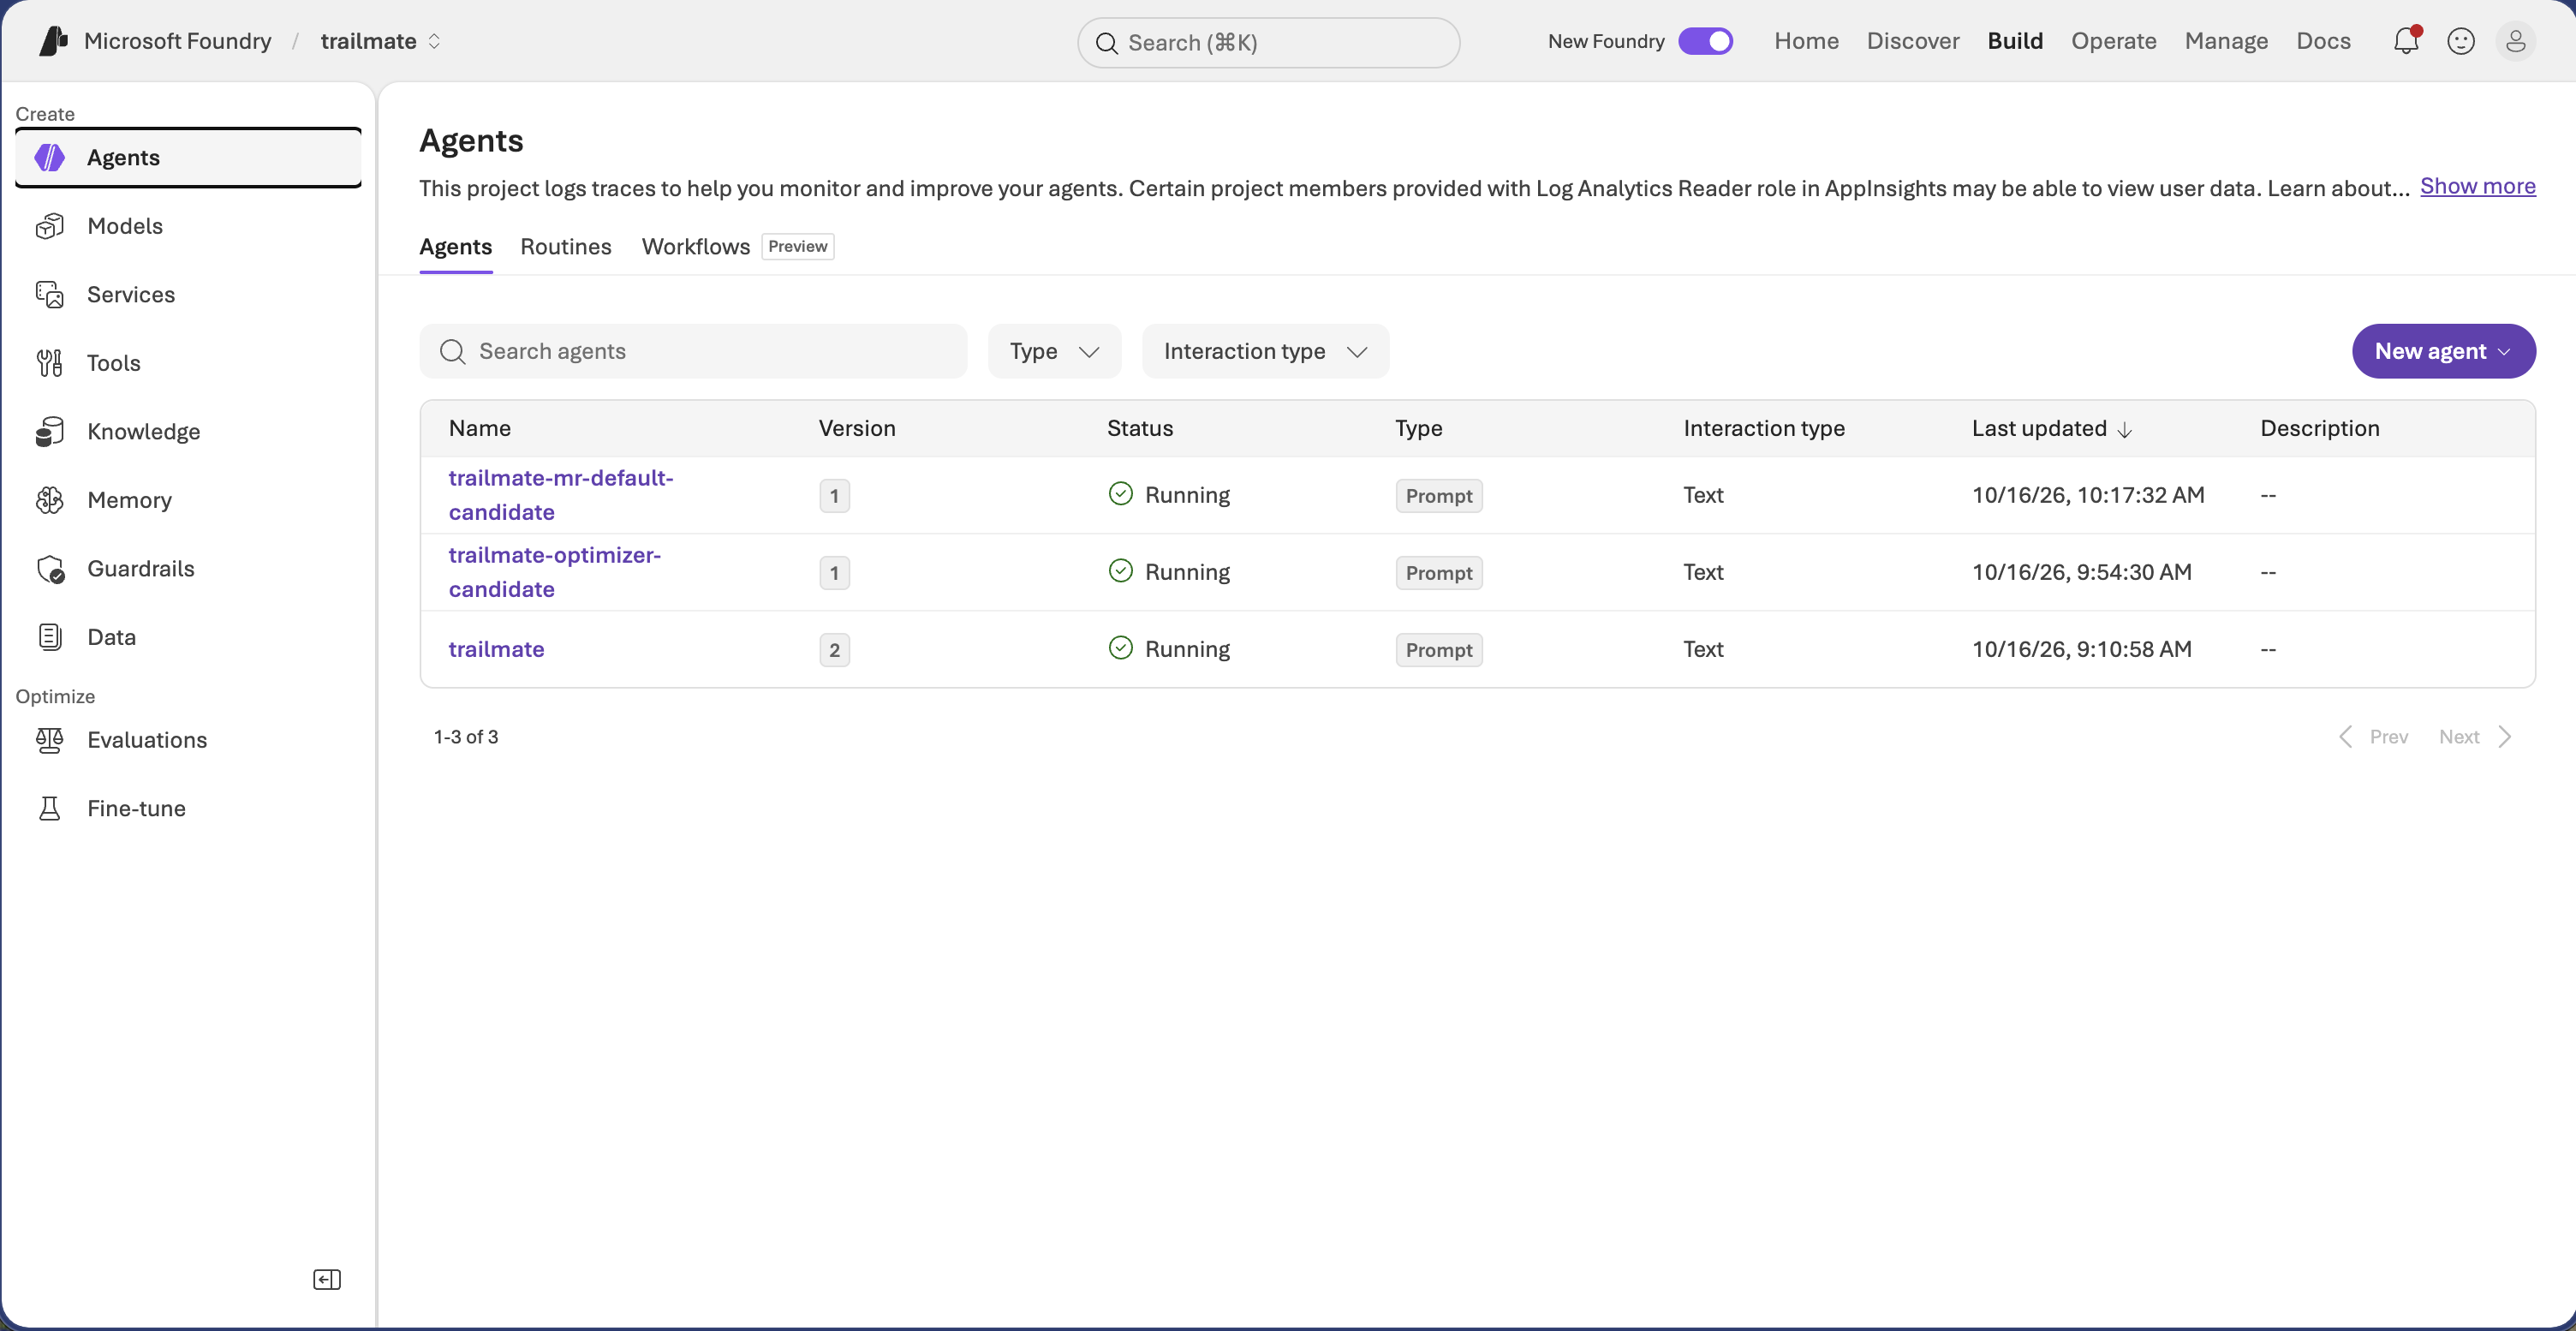 Microsoft Foundry / trailmate
Search (⌘K)
New Foundry
Home Discover Build Operate Manage Docs
Create
Agents
Models
Services
Tools
Knowledge
Memory
Guardrails
Data
Optimize
Evaluations
Fine-tune
Agents
This project logs traces to help you monitor and improve your agents. Certain project members provided with Log Analytics Reader role in AppInsights may be able to view user data. Learn about... Show more
Agents Routines Workflows Preview
Search agents
Type
Interaction type
New agent
Name Version Status Type Interaction type Last updated Description
trailmate-mr-default-
candidate
1 Running Prompt Text 10/16/26, 10:17:32 AM --
trailmate-optimizer-
candidate
1 Running Prompt Text 10/16/26, 9:54:30 AM --
trailmate 2 Running Prompt Text 10/16/26, 9:10:58 AM --
1-3 of 3
Prev Next